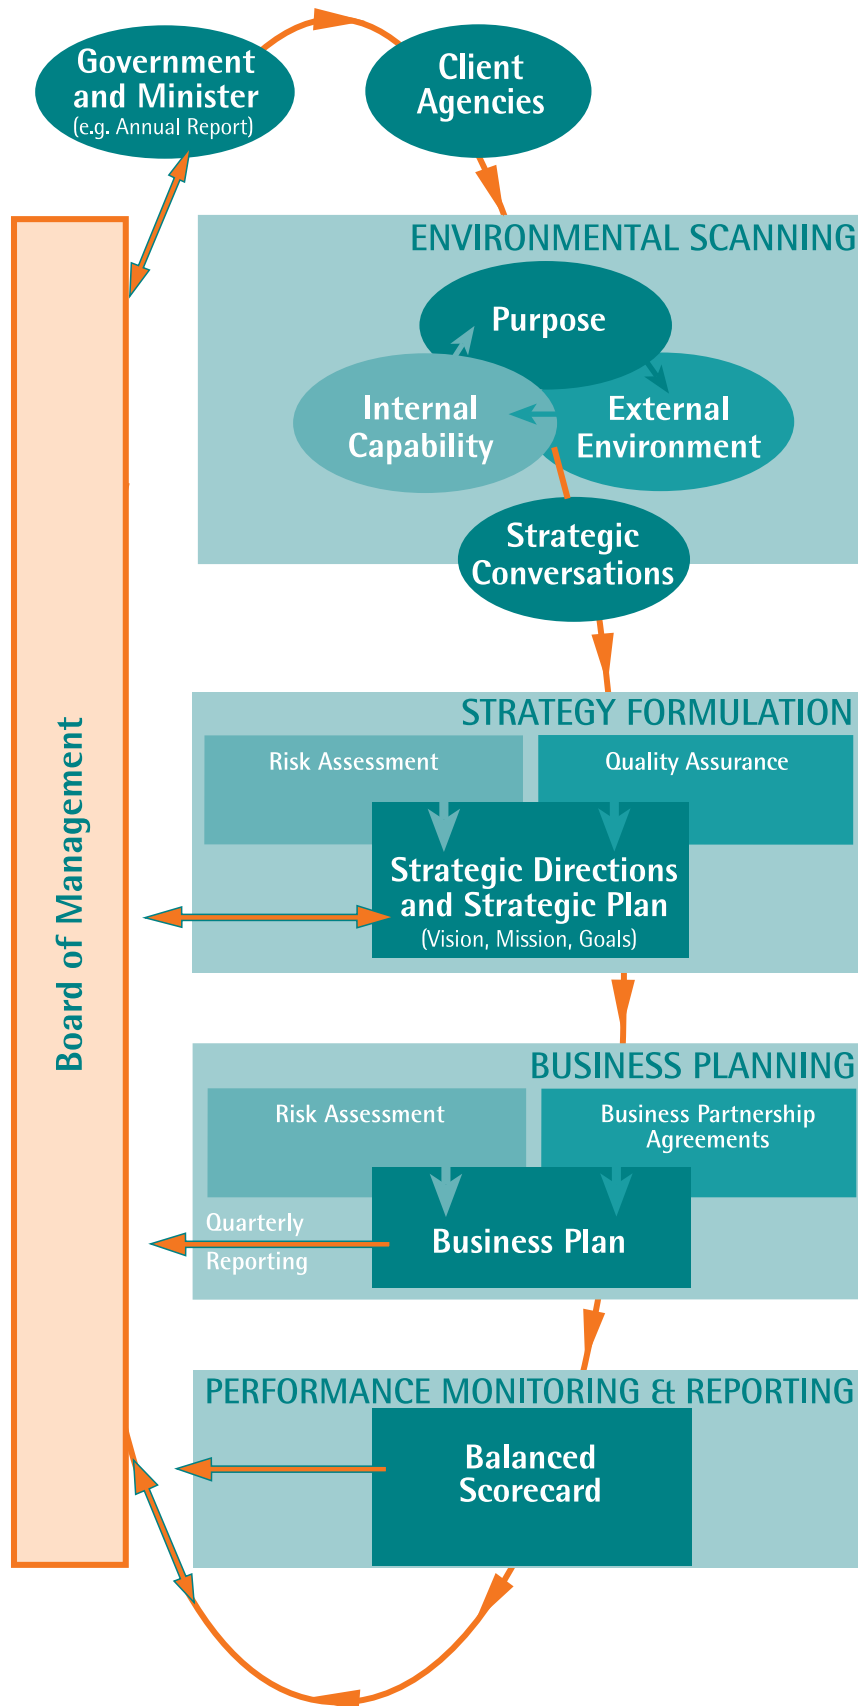 Government
and Minister
(e.g. Annual Report)
Client
Agencies
ENVIRONMENTAL SCANNING
Purpose
Internal
Capability
External
Environment
Strategic
Conversations
Board of Management
STRATEGY FORMULATION
Risk Assessment
Quality Assurance
Strategic Directions
and Strategic Plan
(Vision, Mission, Goals)
BUSINESS PLANNING
Risk Assessment
Business Partnership
Agreements
Quarterly
Reporting
Business Plan
PERFORMANCE MONITORING & REPORTING
Balanced
Scorecard